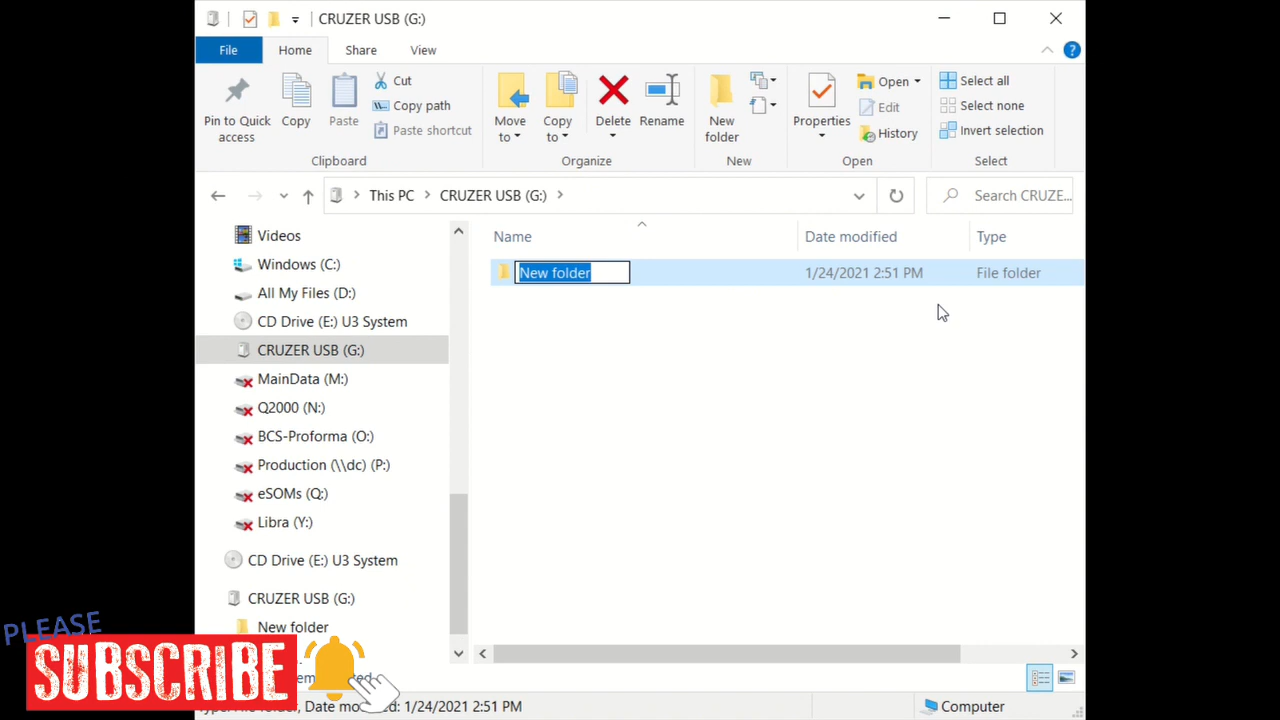 CRUZER USB (G:)
File Home Share View
Pin to Quick access
Copy
Paste
Cut
Copy path
Paste shortcut
Clipboard
Move to
Copy to
Delete
Rename
Organize
New folder
New
Properties
Open
Edit
History
Open
Select all
Select none
Invert selection
Select
This PC CRUZER USB (G:)
Search CRUZE...
Videos
Windows (C:)
All My Files (D:)
CD Drive (E:) U3 System
CRUZER USB (G:)
MainData (M:)
Q2000 (N:)
BCS-Proforma (O:)
Production (\\dc) (P:)
eSOMs (Q:)
Libra (Y:)
CD Drive (E:) U3 System
CRUZER USB (G:)
New folder
Name Date modified Type
New folder 1/24/2021 2:51 PM File folder
PLEASE
SUBSCRIBE
File folder, Date modified: 1/24/2021 2:51 PM
Computer